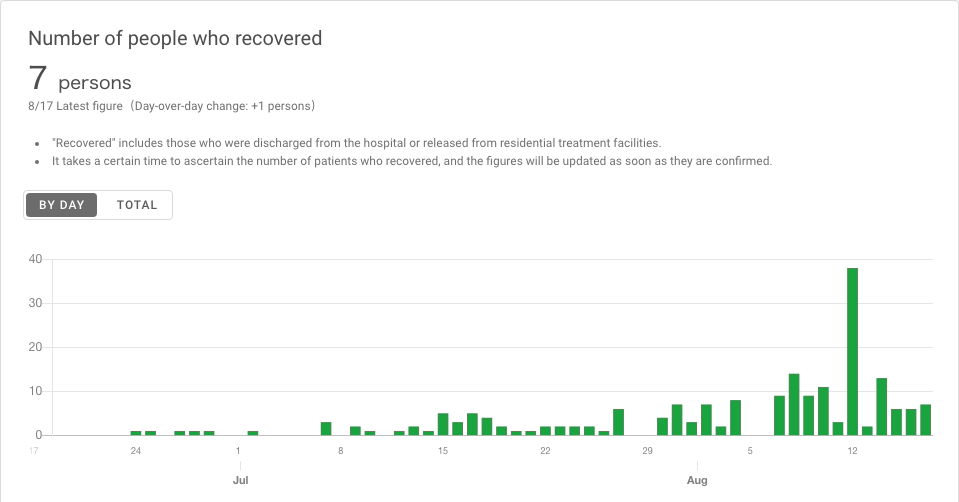 Number of people who recovered
7 persons
8/17 Latest figure (Day-over-day change: +1 persons)
• "Recovered" includes those who were discharged from the hospital or released from residential treatment facilities.
• It takes a certain time to ascertain the number of patients who recovered, and the figures will be updated as soon as they are confirmed.
BY DAY TOTAL
40
30
20
10
0
17 24 1 8 15 22 29 5 12
Jul Aug